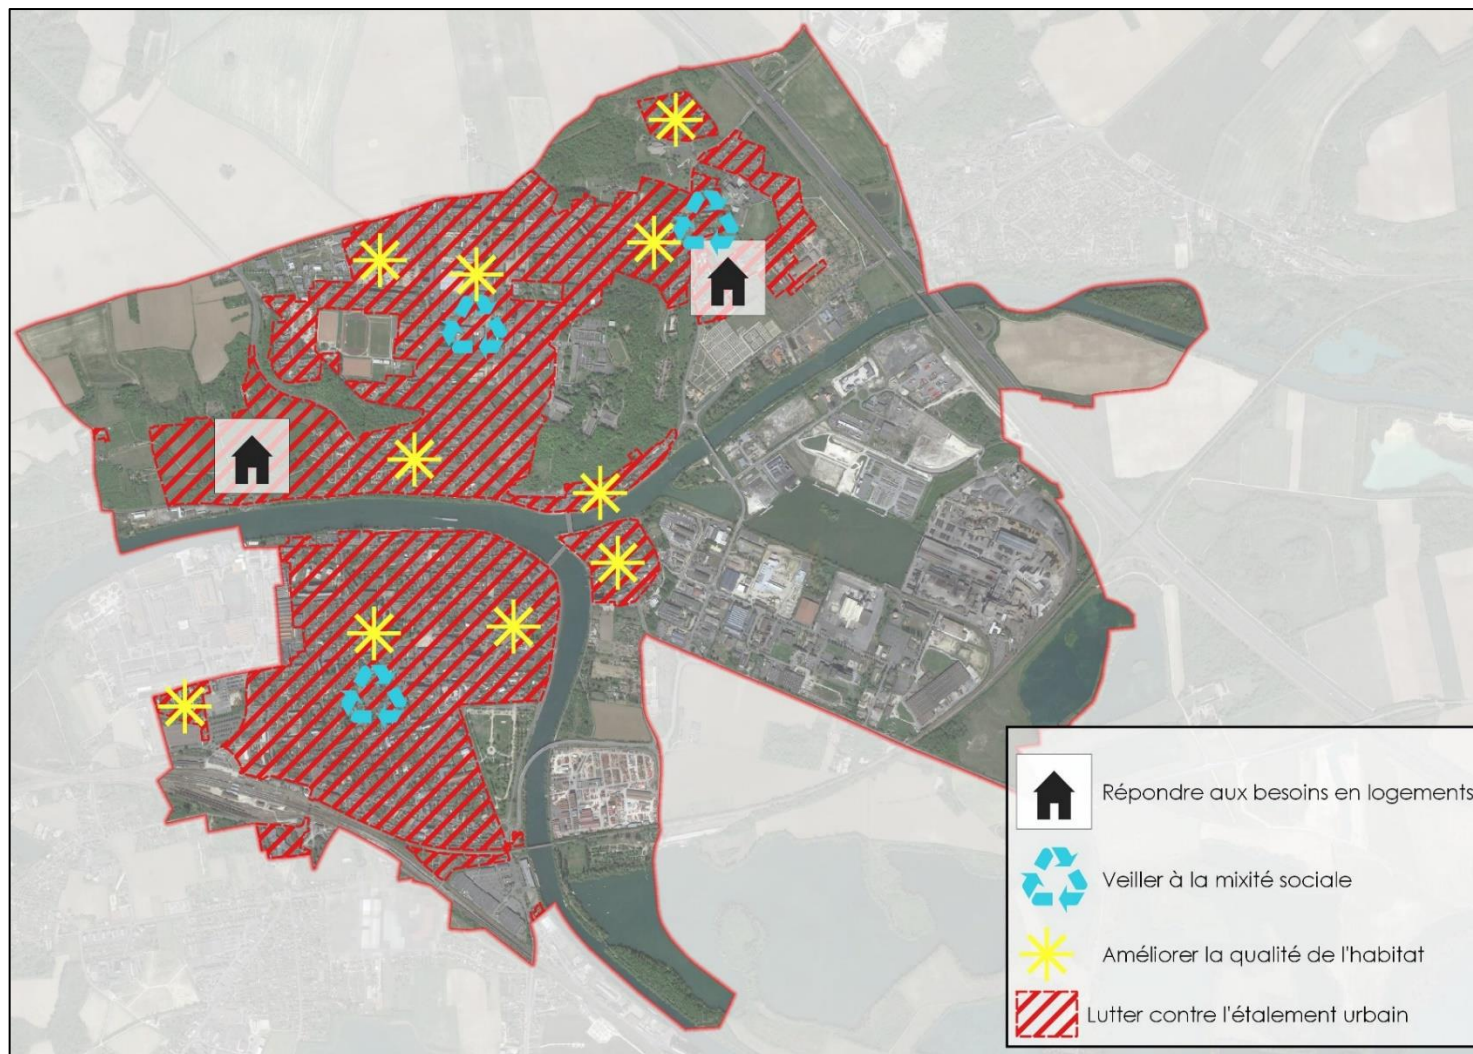 Répondre aux besoins en logements
Veiller à la mixité sociale
Améliorer la qualité de l'habitat
Lutter contre l'étalement urbain